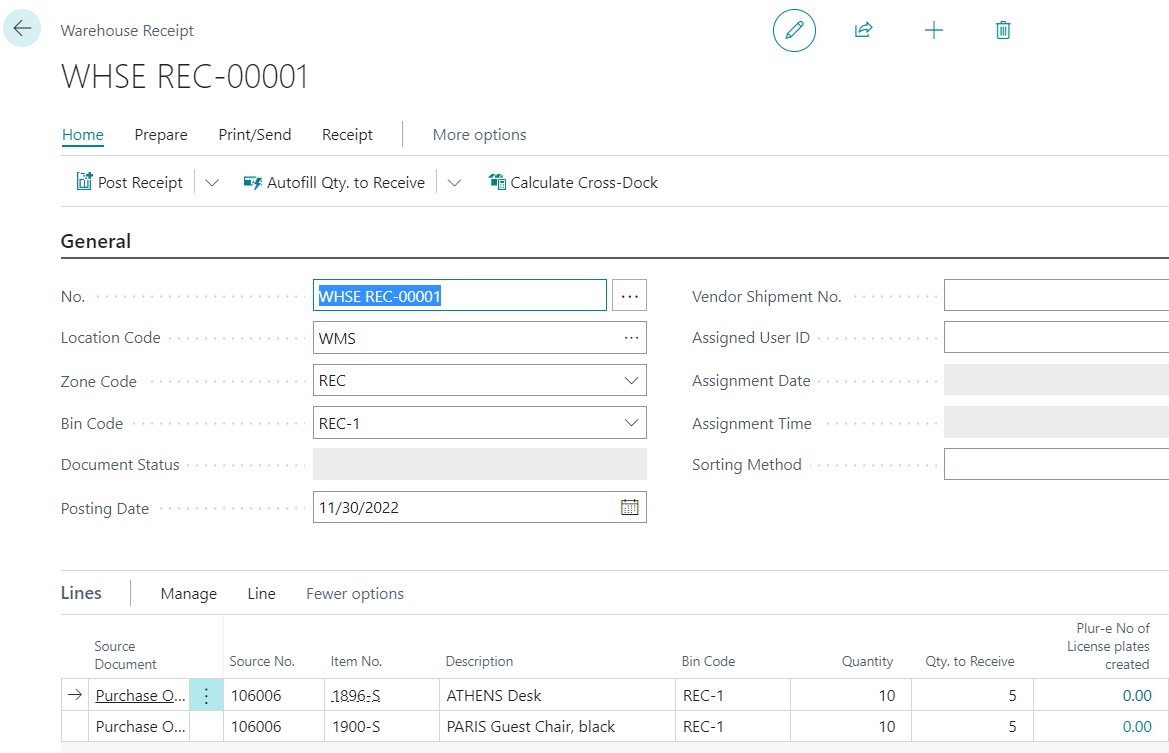 Warehouse Receipt
WHSE REC-00001
Home Prepare Print/Send Receipt More options
Post Receipt Autofill Qty. to Receive Calculate Cross-Dock
General
No. WHSE REC-00001 ... Vendor Shipment No.
Location Code WMS ... Assigned User ID
Zone Code REC Assignment Date
Bin Code REC-1 Assignment Time
Document Status Sorting Method
Posting Date 11/30/2022
Lines Manage Line Fewer options
Source Document Source No. Item No. Description Bin Code Quantity Qty. to Receive Plur-e No of License plates created
Purchase O... 106006 1896-S ATHENS Desk REC-1 10 5 0.00
Purchase O... 106006 1900-S PARIS Guest Chair, black REC-1 10 5 0.00